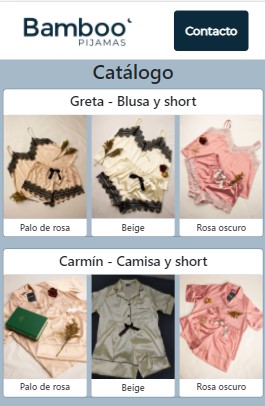 Bamboo
PIJAMAS
Contacto
Catálogo
Greta - Blusa y short
Palo de rosa
Beige
Rosa oscuro
Carmín - Camisa y short
Palo de rosa
Beige
Rosa oscuro